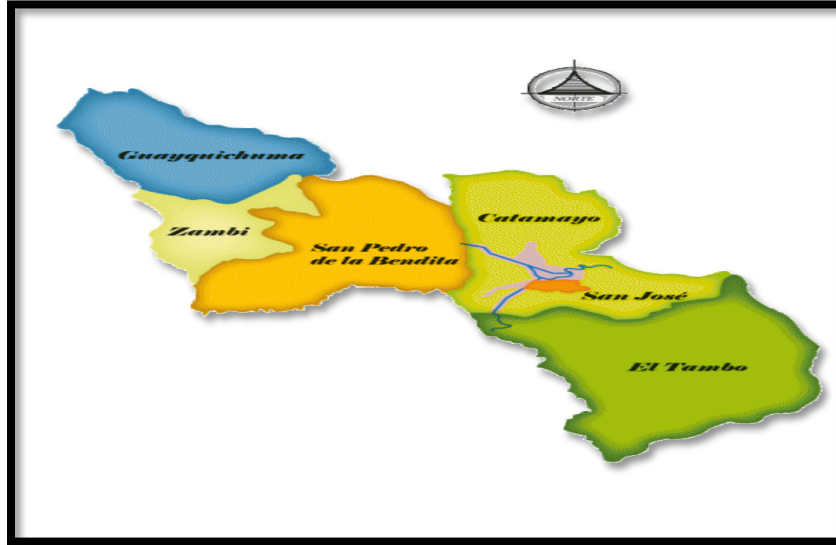 NORTE
Guayquichuma
Catamayo
Zambi
San Pedro
de la Bendita
San José
El Tambo